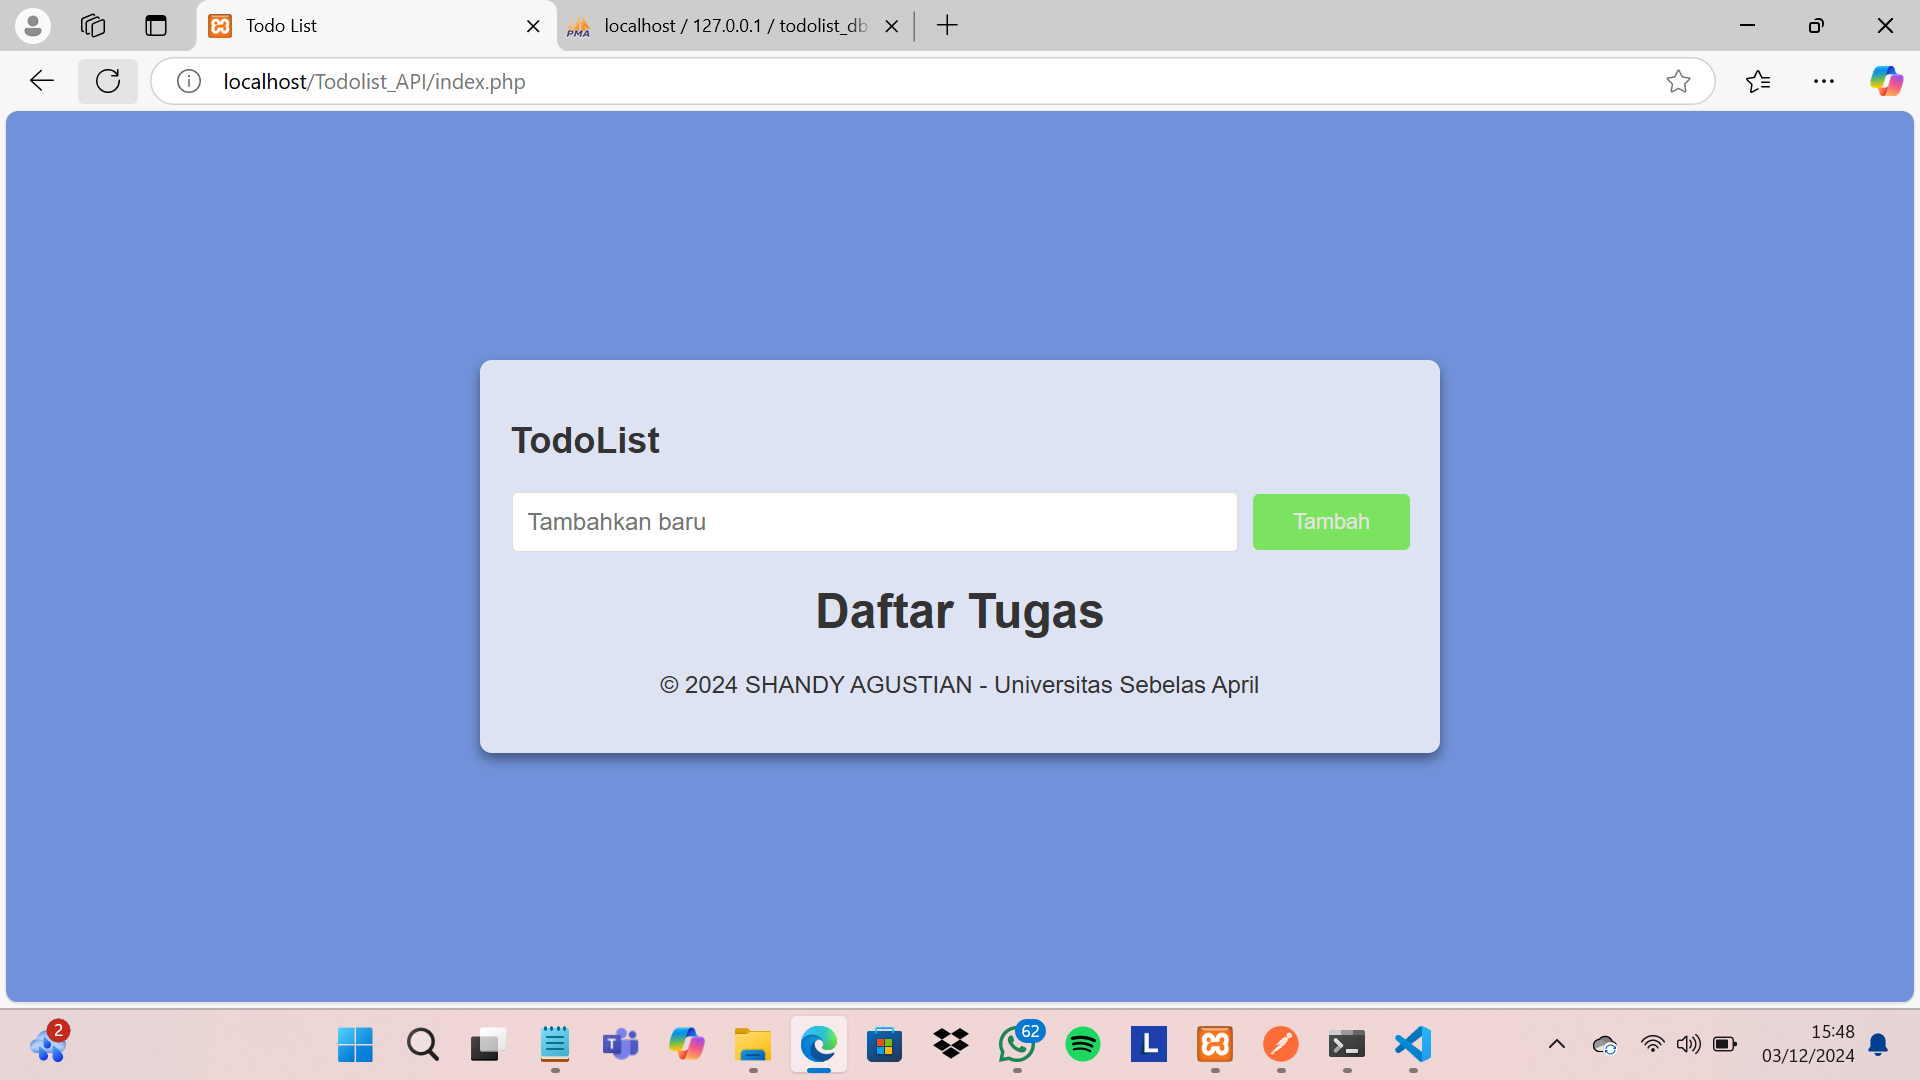 Todo List
localhost / 127.0.0.1 / todolist_db
localhost/Todolist_API/index.php
TodoList
Tambahkan baru
Tambah
Daftar Tugas
© 2024 SHANDY AGUSTIAN - Universitas Sebelas April
2
62
15:48
03/12/2024
PMA
T
L